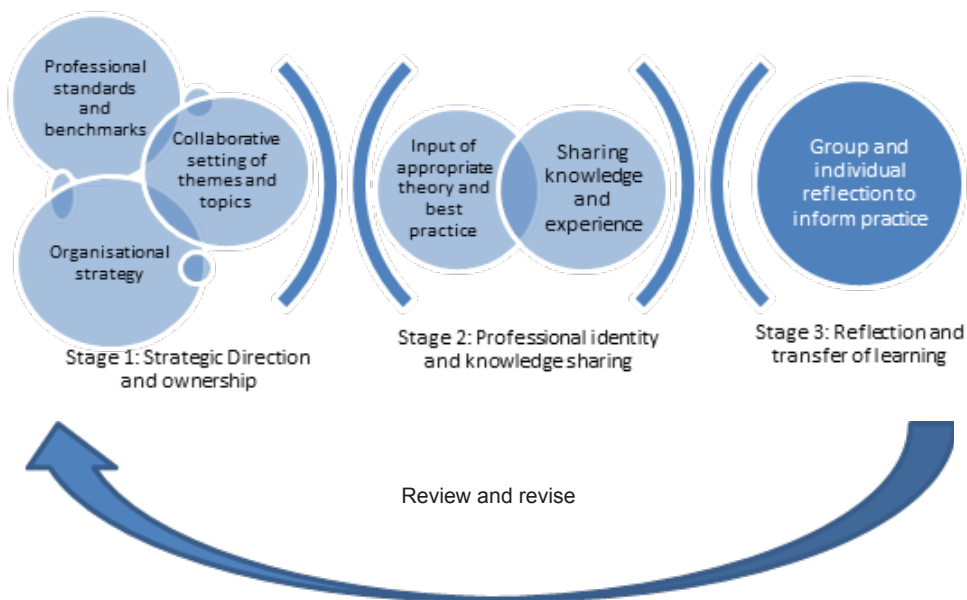 Professional
standards
and
benchmarks
Collaborative
setting of
themes and
topics
Organisational
strategy
Stage 1: Strategic Direction
and ownership
Input of
appropriate
theory and
best
practice
Sharing
knowledge
and
experience
Stage 2: Professional identity
and knowledge sharing
Group and
individual
reflection to
inform practice
Stage 3: Reflection and
transfer of learning
Review and revise